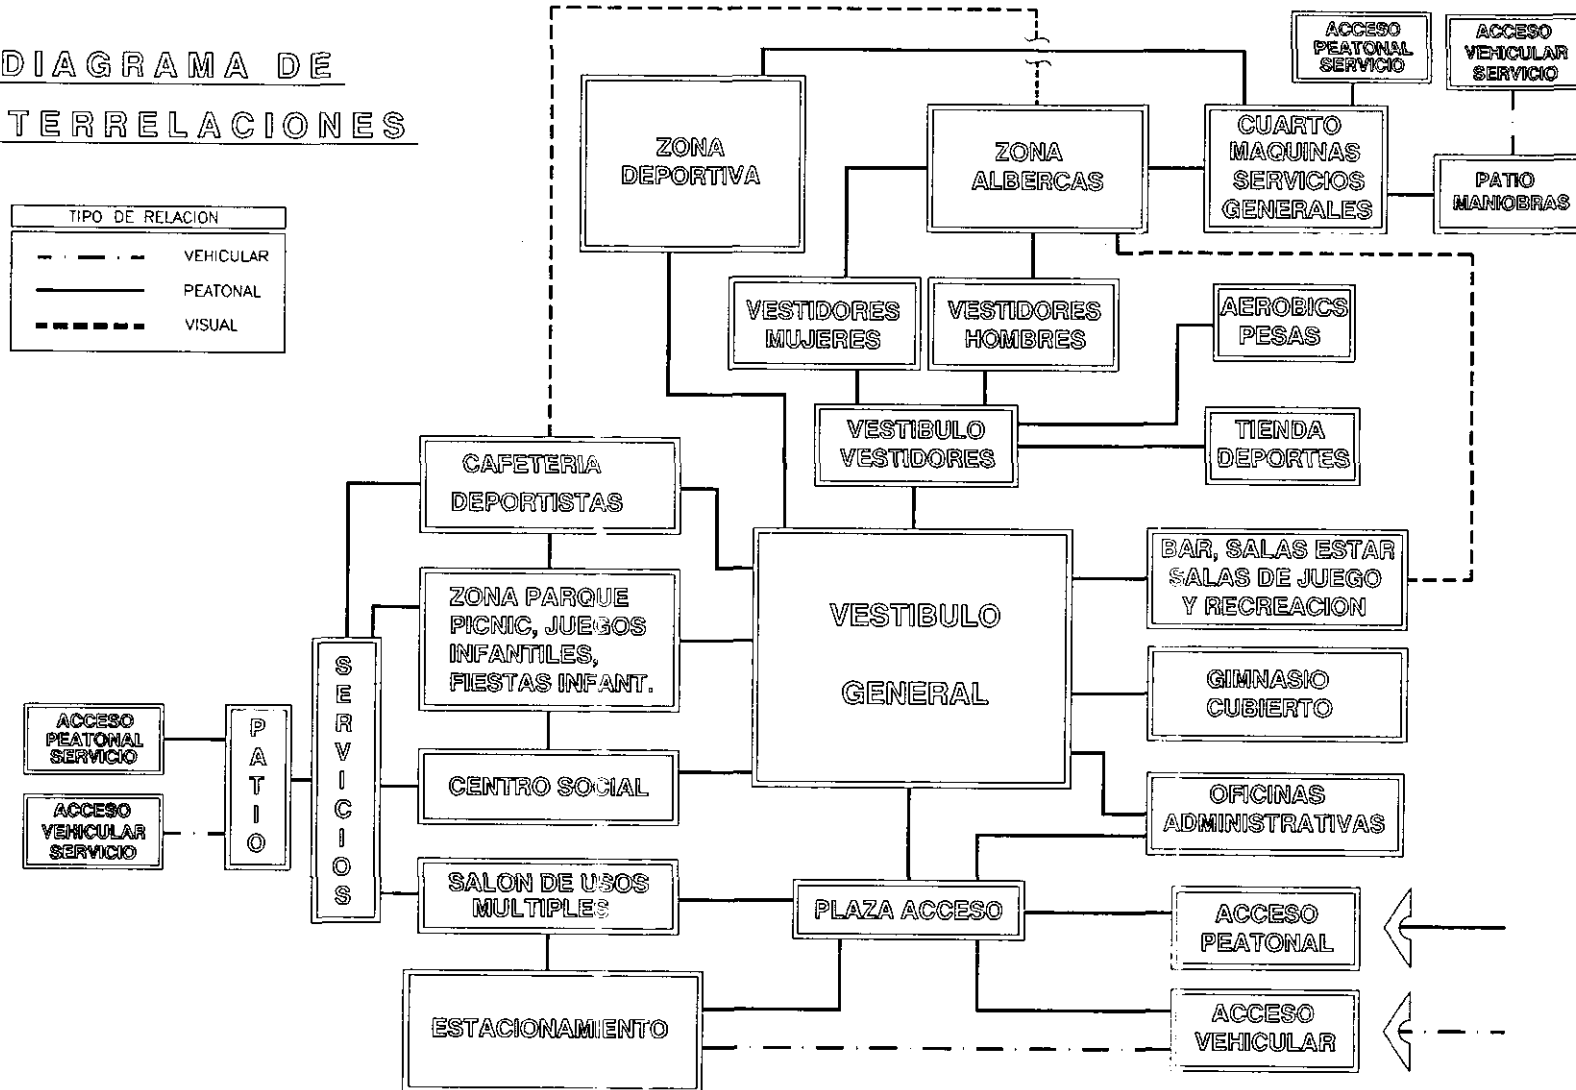 DIAGRAMA DE
TERRELACIONES
TIPO DE RELACION
VEHICULAR
PEATONAL
VISUAL
ZONA
DEPORTIVA
ZONA
ALBERCAS
CUARTO
MAQUINAS
SERVICIOS
GENERALES
ACCESO
PEATONAL
SERVICIO
ACCESO
VEHICULAR
SERVICIO
PATIO
MANIOBRAS
VESTIDORES
MUJERES
VESTIDORES
HOMBRES
AEROBICS
PESAS
VESTIBULO
VESTIDORES
TIENDA
DEPORTES
CAFETERIA
DEPORTISTAS
ZONA PARQUE
PICNIC, JUEGOS
INFANTILES,
FIESTAS INFANT.
VESTIBULO
GENERAL
BAR, SALAS ESTAR
SALAS DE JUEGO
Y RECREACION
GIMNASIO
CUBIERTO
ACCESO
PEATONAL
SERVICIO
ACCESO
VEHICULAR
SERVICIO
PATIO
SERVICIOS
CENTRO SOCIAL
OFICINAS
ADMINISTRATIVAS
SALON DE USOS
MULTIPLES
PLAZA ACCESO
ACCESO
PEATONAL
ESTACIONAMIENTO
ACCESO
VEHICULAR